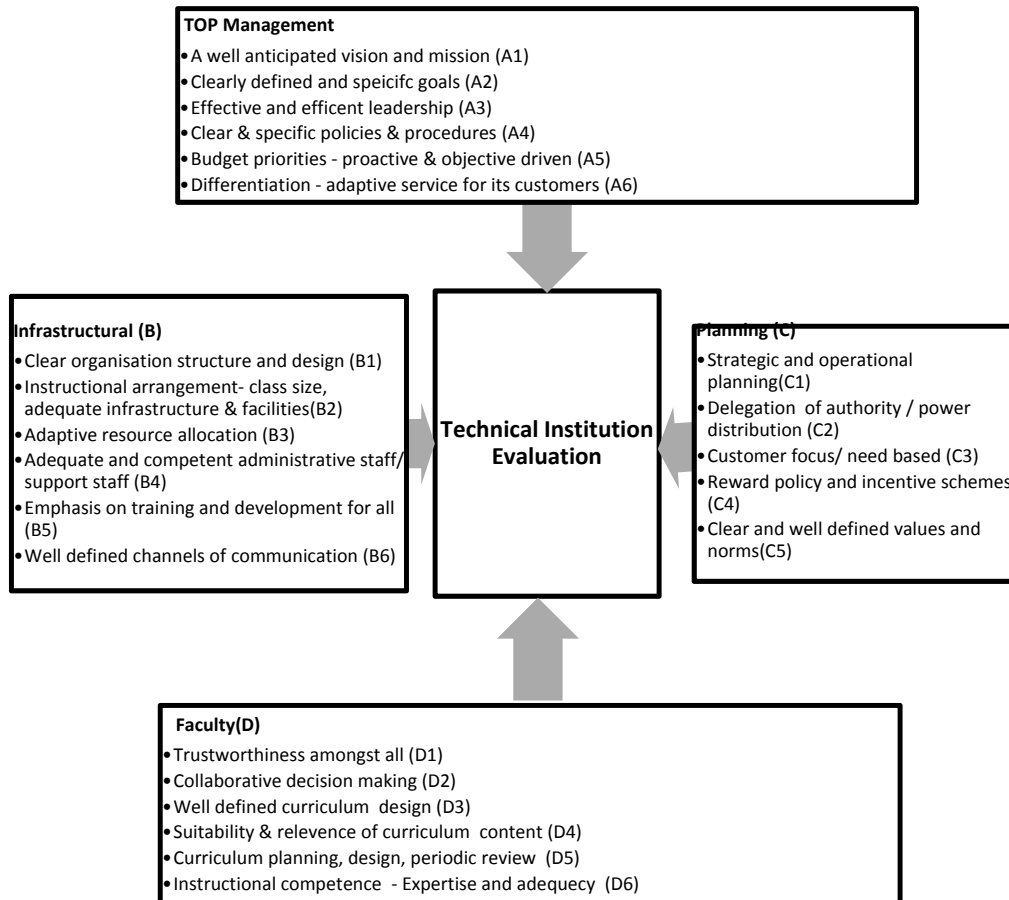 TOP Management
•A well anticipated vision and mission (A1)
•Clearly defined and speicifc goals (A2)
•Effective and efficent leadership (A3)
•Clear & specific policies & procedures (A4)
•Budget priorities - proactive & objective driven (A5)
•Differentiation - adaptive service for its customers (A6)
Infrastructural (B)
•Clear organisation structure and design (B1)
•Instructional arrangement- class size,
adequate infrastructure & facilities(B2)
•Adaptive resource allocation (B3)
•Adequate and competent administrative staff/
support staff (B4)
•Emphasis on training and development for all
(B5)
•Well defined channels of communication (B6)
Technical Institution
Evaluation
Planning (C)
•Strategic and operational
planning(C1)
•Delegation of authority / power
distribution (C2)
•Customer focus/ need based (C3)
•Reward policy and incentive schemes
(C4)
•Clear and well defined values and
norms(C5)
Faculty(D)
•Trustworthiness amongst all (D1)
•Collaborative decision making (D2)
•Well defined curriculum design (D3)
•Suitability & relevence of curriculum content (D4)
•Curriculum planning, design, periodic review (D5)
•Instructional competence - Expertise and adequecy (D6)